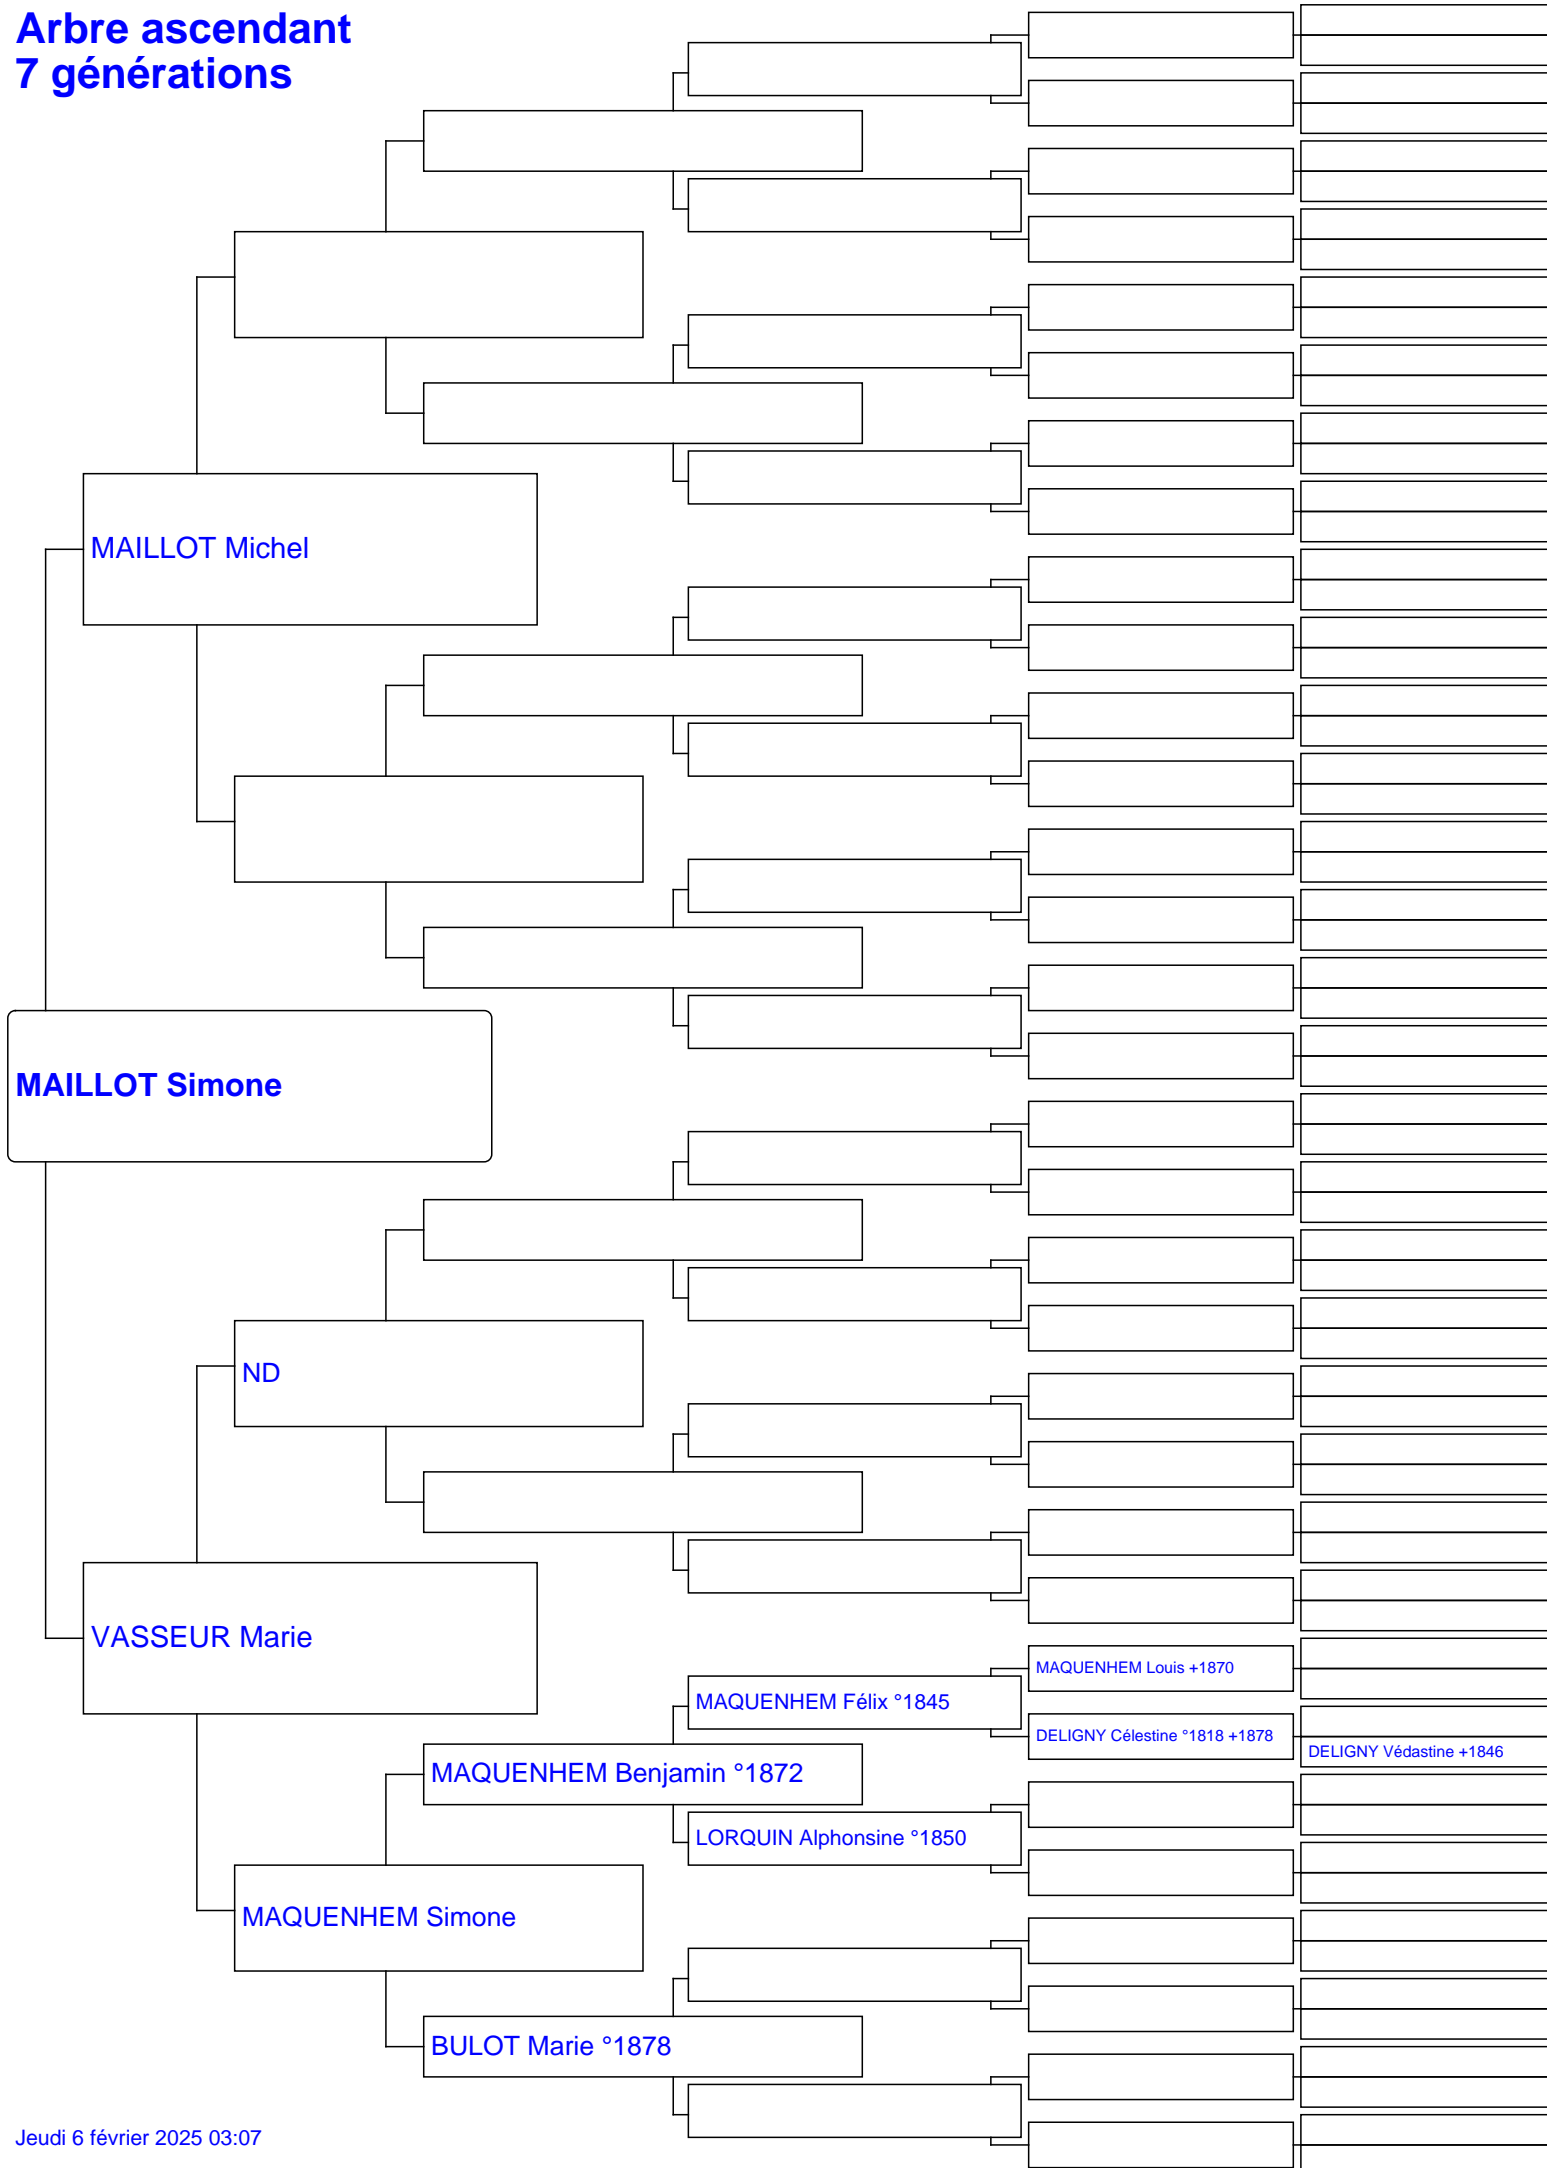 Arbre ascendant
7 générations
MAILLOT Michel
MAILLOT Simone
ND
VASSEUR Marie
MAQUENHEM Louis +1870
MAQUENHEM Félix °1845
DELIGNY Célestine °1818 +1878
DELIGNY Védastine +1846
MAQUENHEM Benjamin °1872
LORQUIN Alphonsine °1850
MAQUENHEM Simone
BULOT Marie °1878
Jeudi 6 février 2025 03:07